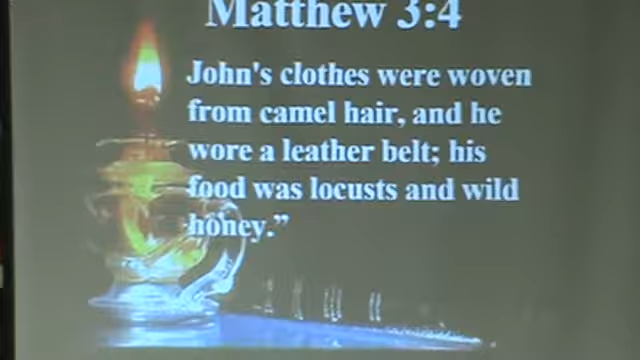 Matthew 3:4
John's clothes were woven
from camel hair, and he
wore a leather belt; his
food was locusts and wild
honey.”